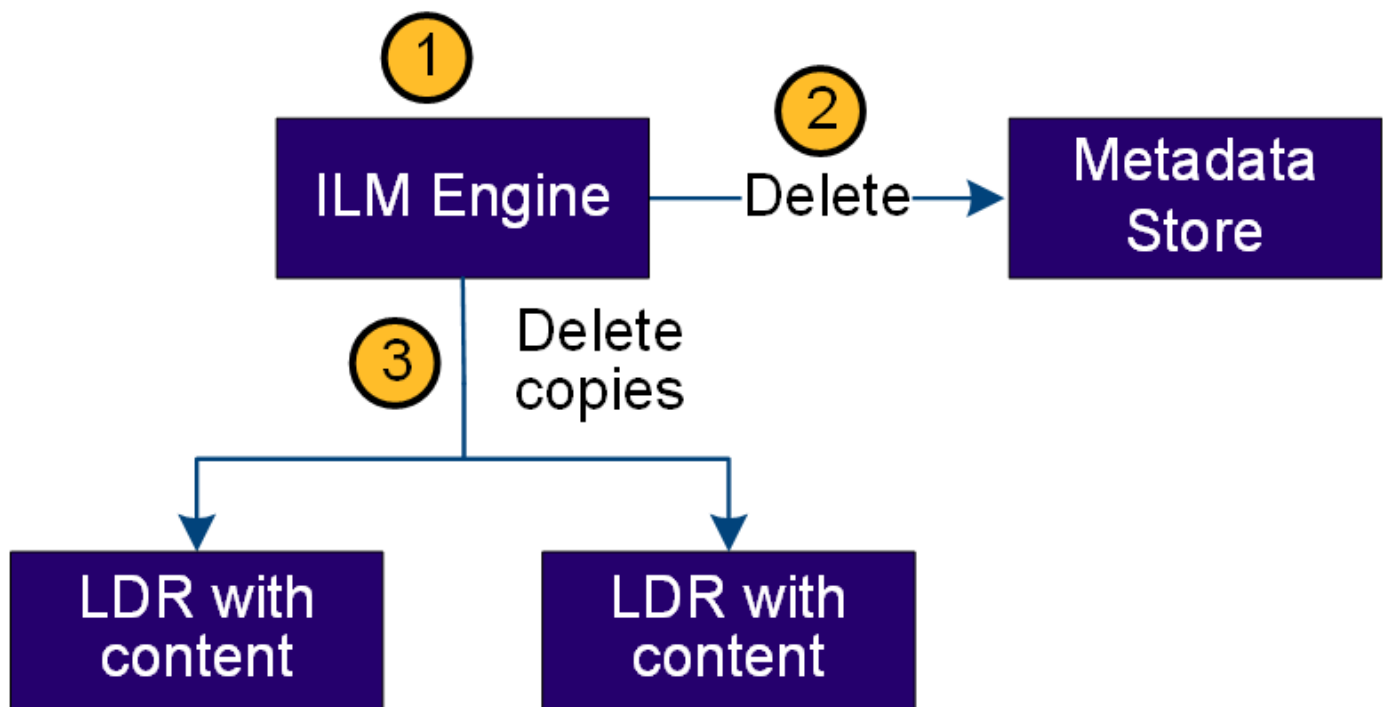 1
2
ILM Engine
Delete
Metadata
Store
3
Delete
copies
LDR with
content
LDR with
content